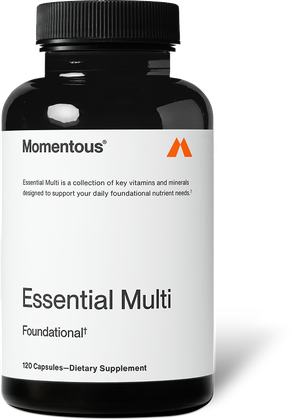 Momentous®
Essential Multi is a collection of key vitamins and minerals
designed to support your daily foundational nutrient needs.†
Essential Multi
Foundational†
120 Capsules—Dietary Supplement